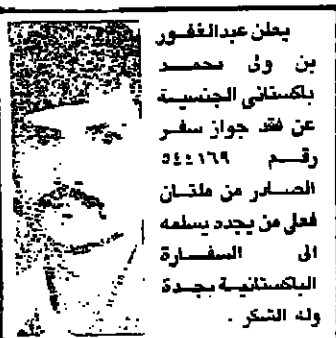 يعلن عبدالغفور
بن ولى محمد
باكستانى الجنسية
عن فقد جواز سفر
رقم ٥٤٤١٦٩
الصادر من ملتان
فعلى من يجده يسلمه
الى السفارة
الباكستانية بجدة
وله الشكر .